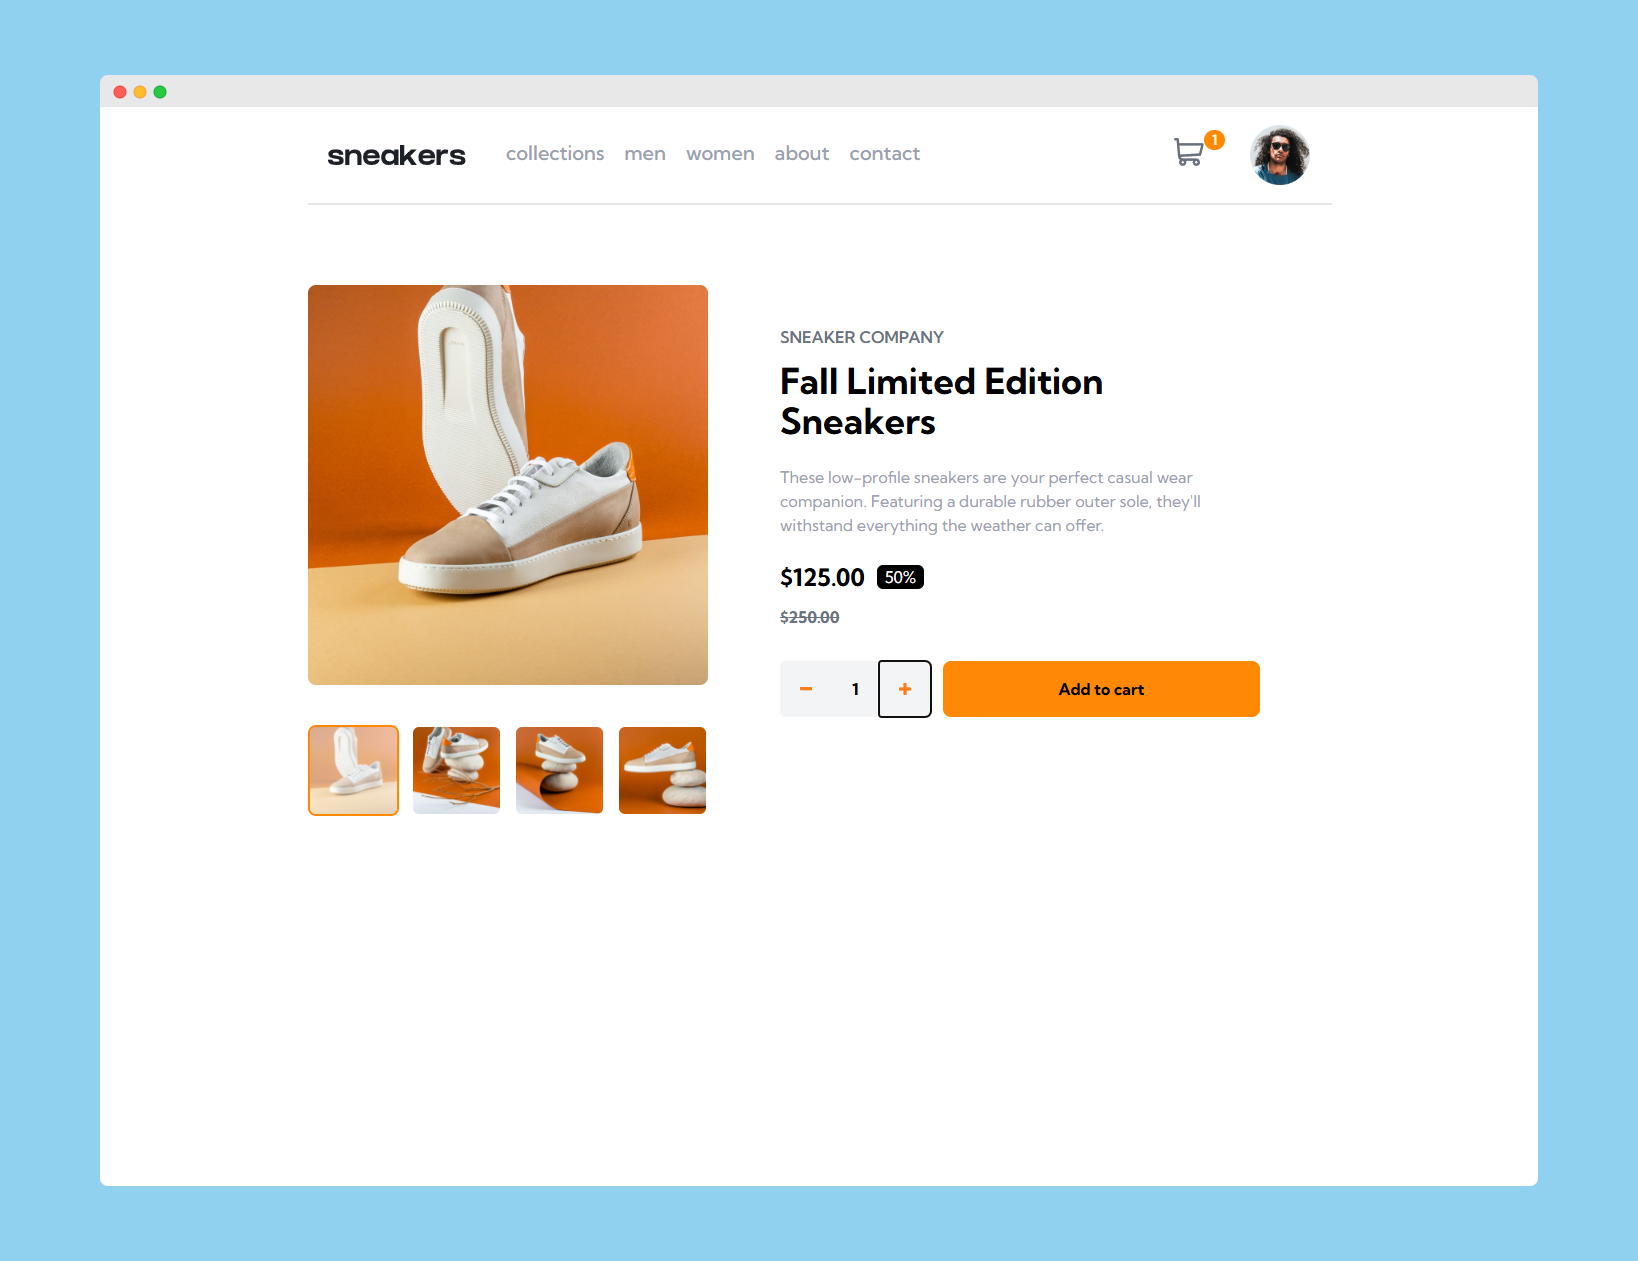 sneakers
collections men women about contact
1
SNEAKER COMPANY
Fall Limited Edition
Sneakers
These low-profile sneakers are your perfect casual wear
companion. Featuring a durable rubber outer sole, they'll
withstand everything the weather can offer.
$125.00 50%
$250.00
− 1 + Add to cart